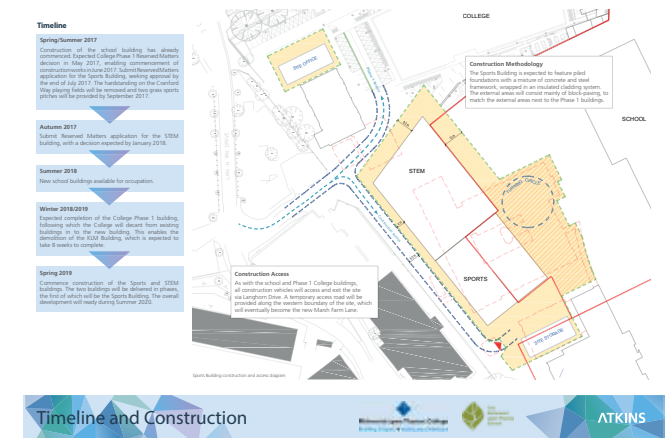 Timeline
Spring/Summer 2017
Construction of the school building has already
commenced. Expected College Phase 1 Reserved Matters
decision in May 2017, enabling commencement of
construction works in June 2017. Submit Reserved Matters
application for the Sports Building, seeking approval by
the end of July 2017. The hardstanding on the Craneford
Way playing fields will be removed and two grass sports
pitches will be provided by September 2017.
Autumn 2017
Submit Reserved Matters application for the STEM
building, with a decision expected by January 2018.
Summer 2018
New school buildings available for occupation.
Winter 2018/2019
Expected completion of the College Phase 1 building,
following which the College will decant from existing
buildings in to the new building. This enables the
demolition of the KLM Building, which is expected to
take 8 weeks to complete.
Spring 2019
Commence construction of the Sports and STEM
buildings. The two buildings will be delivered in phases,
the first of which will be the Sports Building. The overall
development will ready during Summer 2020.
COLLEGE
SITE OFFICE
Construction Methodology
The Sports Building is expected to feature piled
foundations with a mixture of concrete and steel
framework, wrapped in an insulated cladding system.
The external areas will consist mainly of block-paving, to
match the external areas next to the Phase 1 buildings.
SCHOOL
STEM
TURNING CIRCLE
SPORTS
Construction Access
As with the school and Phase 1 College buildings,
all construction vehicles will access and exit the site
via Langhorn Drive. A temporary access road will be
provided along the western boundary of the site, which
will eventually become the new Marsh Farm Lane.
SITE STORAGE
Sports Building construction and access diagram
Timeline and Construction
Richmond upon Thames College
ATKINS